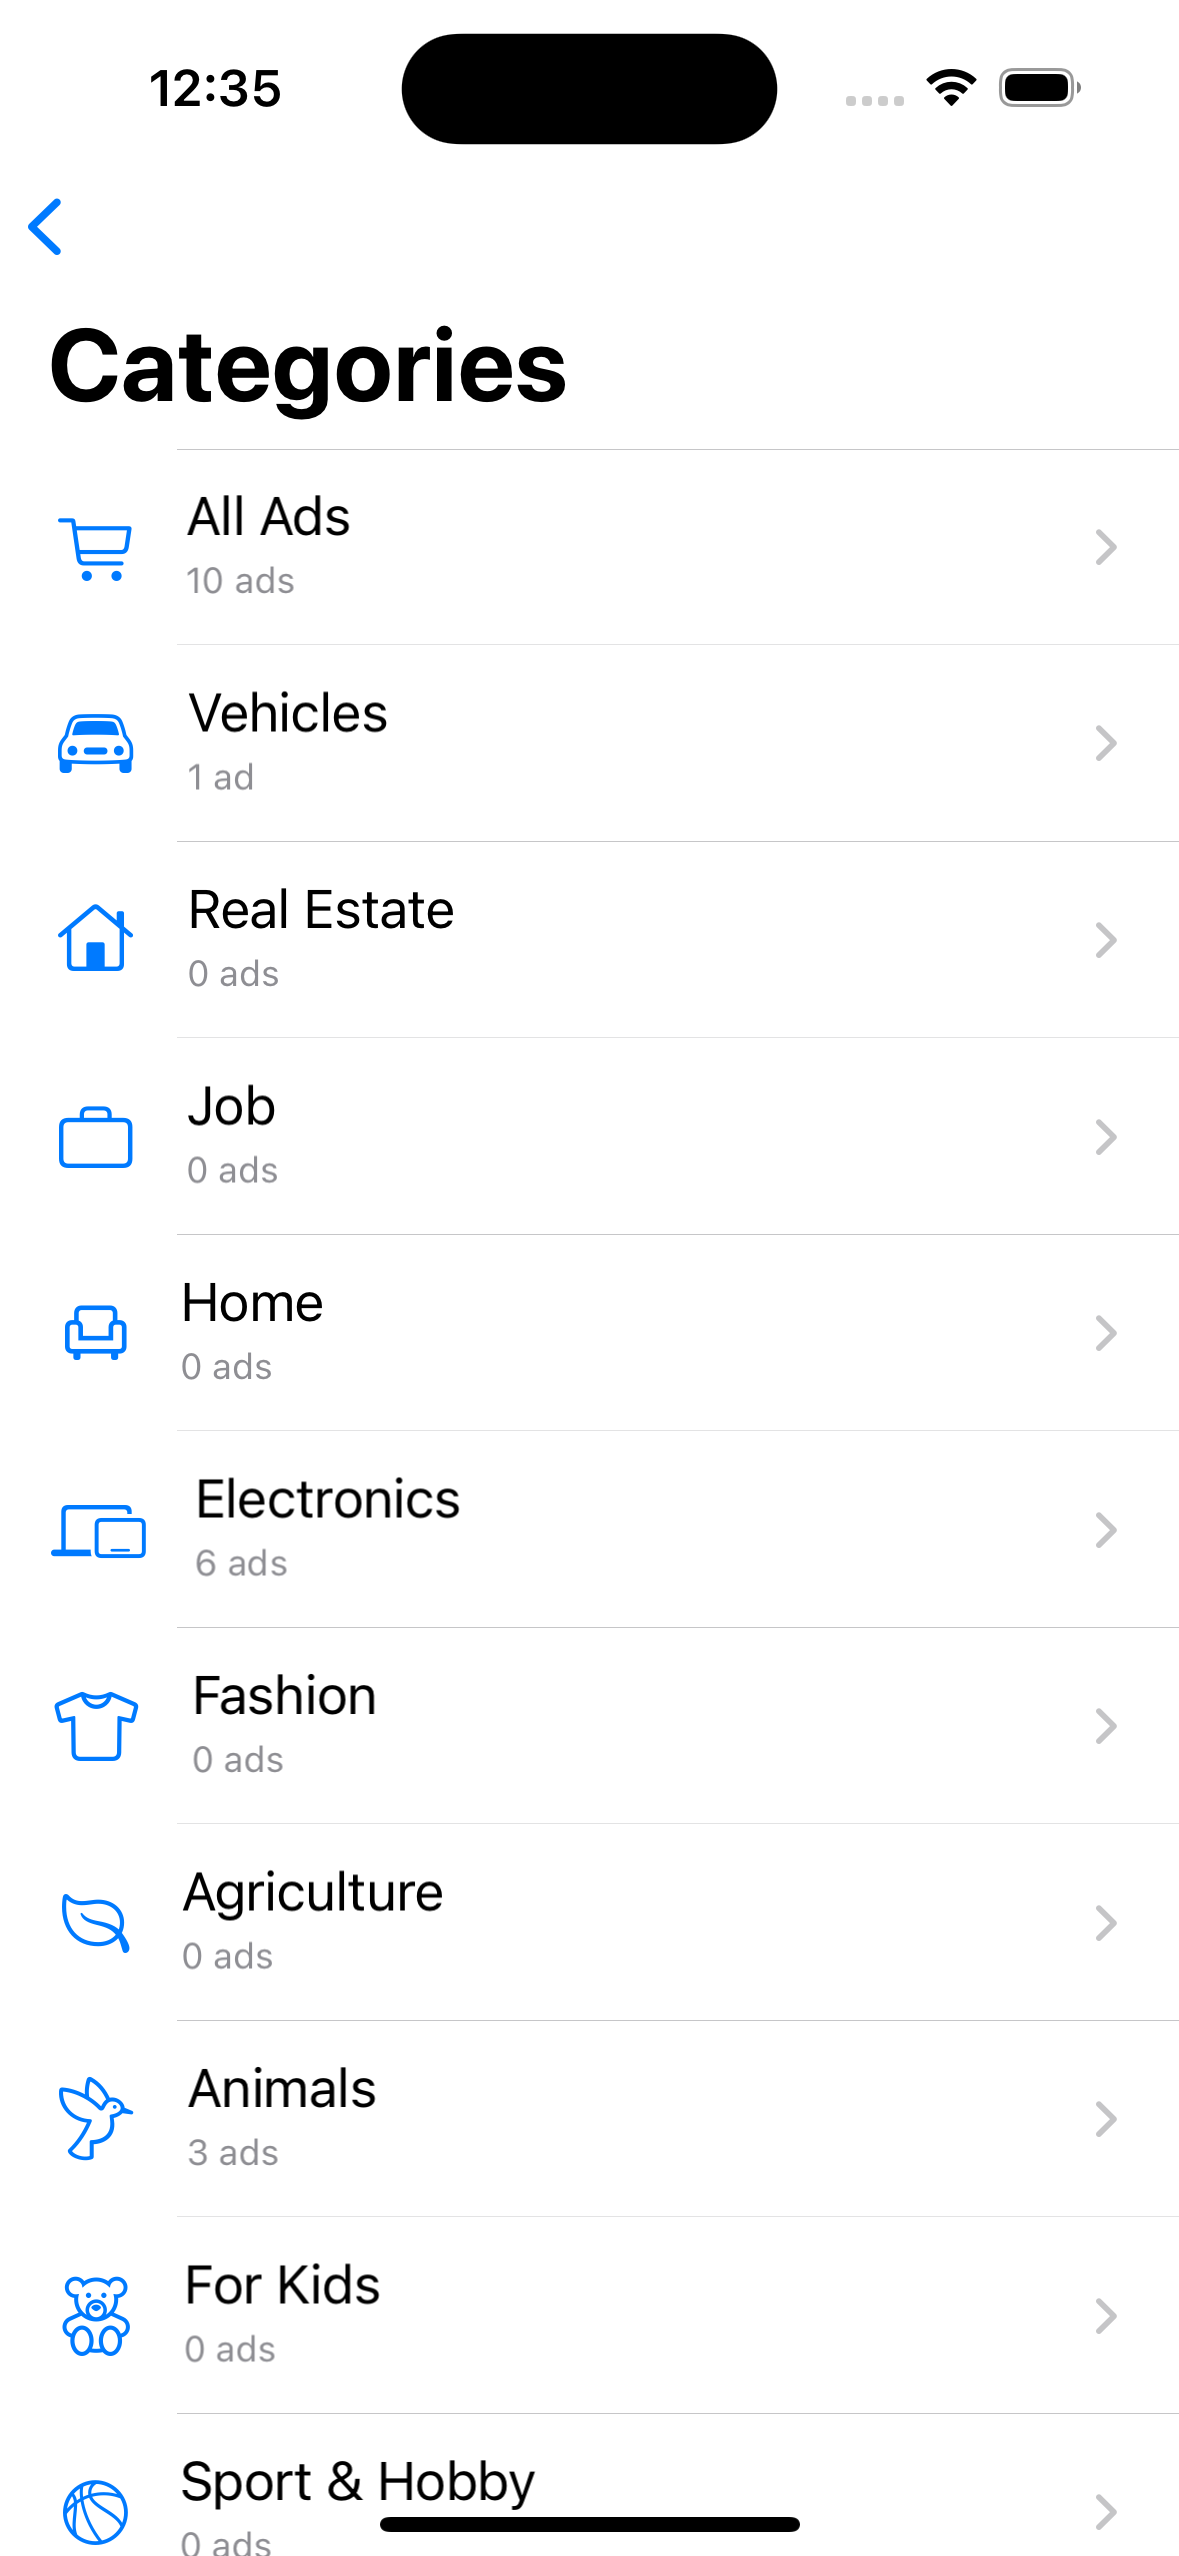 12:35
Categories
All Ads
10 ads
Vehicles
1 ad
Real Estate
0 ads
Job
0 ads
Home
0 ads
Electronics
6 ads
Fashion
0 ads
Agriculture
0 ads
Animals
3 ads
For Kids
0 ads
Sport & Hobby
0 ads